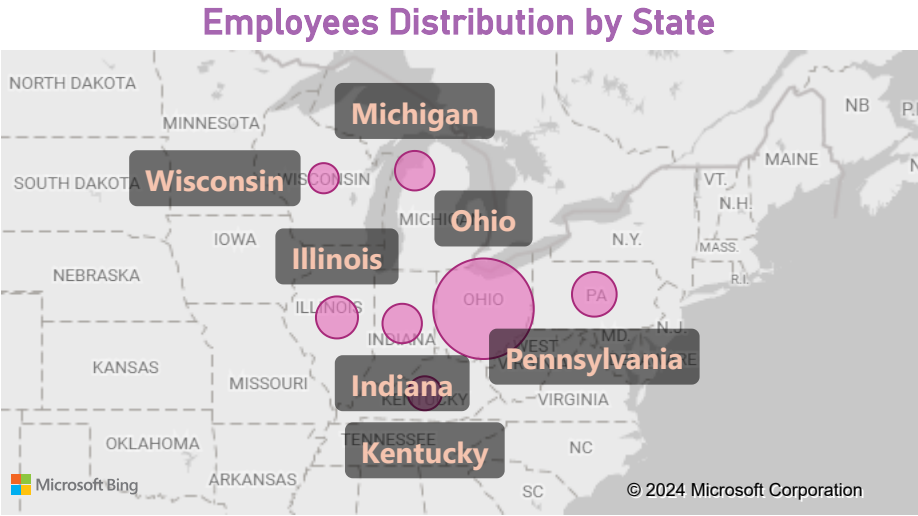 Employees Distribution by State
NORTH DAKOTA
NB
Michigan
MINNESOTA
MAINE
SOUTH DAKOTA
Wisconsin
WISCONSIN
VT.
N.H.
MICHIGAN
Ohio
IOWA
N.Y.
MASS.
Illinois
NEBRASKA
R.I.
OHIO
PA
ILLINOIS
INDIANA
N.J.
MD.
WEST
VIRGINIA
Pennsylvania
KANSAS
MISSOURI
Indiana
KENTUCKY
VIRGINIA
TENNESSEE
Kentucky
OKLAHOMA
NC
ARKANSAS
Microsoft Bing
SC
© 2024 Microsoft Corporation